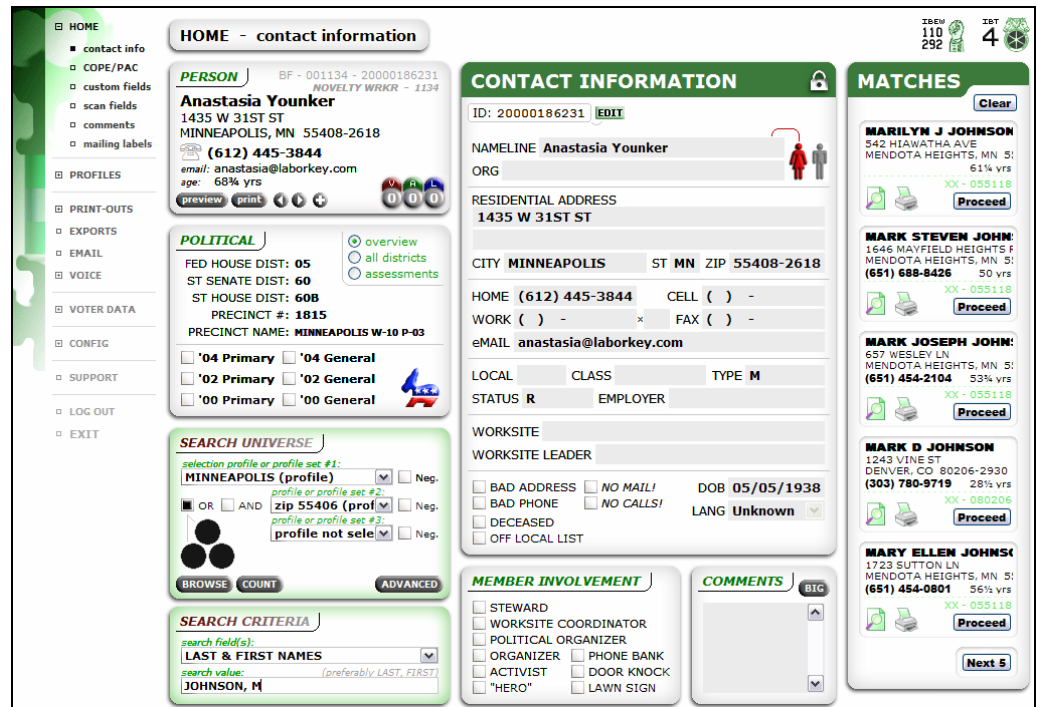 HOME
contact info
COPE/PAC
custom fields
scan fields
comments
mailing labels
PROFILES
PRINT-OUTS
EXPORTS
EMAIL
VOICE
VOTER DATA
CONFIG
SUPPORT
LOG OUT
EXIT
HOME - contact information
IBEW
110
292
IBT
4
PERSON
BF - 001134 - 20000186231
NOVELTY WRKR - 1134
Anastasia Younker
1435 W 31ST ST
MINNEAPOLIS, MN 55408-2618
(612) 445-3844
email: anastasia@laborkey.com
age: 68¾ yrs
preview print
V R L
0 0 0
POLITICAL
overview
all districts
assessments
FED HOUSE DIST: 05
ST SENATE DIST: 60
ST HOUSE DIST: 60B
PRECINCT #: 1815
PRECINCT NAME: MINNEAPOLIS W-10 P-03
'04 Primary '04 General
'02 Primary '02 General
'00 Primary '00 General
SEARCH UNIVERSE
selection profile or profile set #1:
MINNEAPOLIS (profile) Neg.
profile or profile set #2:
OR AND zip 55406 (prof Neg.
profile or profile set #3:
profile not sele Neg.
BROWSE COUNT ADVANCED
SEARCH CRITERIA
search field(s):
LAST & FIRST NAMES
search value: (preferably LAST, FIRST)
JOHNSON, M
CONTACT INFORMATION
ID: 20000186231 EDIT
NAMELINE Anastasia Younker
ORG
RESIDENTIAL ADDRESS
1435 W 31ST ST
CITY MINNEAPOLIS ST MN ZIP 55408-2618
HOME (612) 445-3844 CELL ( ) -
WORK ( ) - × FAX ( ) -
eMAIL anastasia@laborkey.com
LOCAL CLASS TYPE M
STATUS R EMPLOYER
WORKSITE
WORKSITE LEADER
BAD ADDRESS NO MAIL! DOB 05/05/1938
BAD PHONE NO CALLS! LANG Unknown
DECEASED
OFF LOCAL LIST
MEMBER INVOLVEMENT
STEWARD
WORKSITE COORDINATOR
POLITICAL ORGANIZER
ORGANIZER PHONE BANK
ACTIVIST DOOR KNOCK
"HERO" LAWN SIGN
COMMENTS
BIG
MATCHES
Clear
MARILYN J JOHNSON
542 HIAWATHA AVE
MENDOTA HEIGHTS, MN 5
61¼ yrs
XX - 055118
Proceed
MARK STEVEN JOHN
1646 MAYFIELD HEIGHTS
MENDOTA HEIGHTS, MN 5
(651) 688-8426 50 yrs
XX - 055118
Proceed
MARK JOSEPH JOHN
657 WESLEY LN
MENDOTA HEIGHTS, MN 5
(651) 454-2104 53¾ yrs
XX - 055118
Proceed
MARK D JOHNSON
1243 VINE ST
DENVER, CO 80206-2930
(303) 780-9719 28½ yrs
XX - 080206
Proceed
MARY ELLEN JOHNS
1723 SUTTON LN
MENDOTA HEIGHTS, MN 5
(651) 454-0801 56½ yrs
XX - 055118
Proceed
Next 5